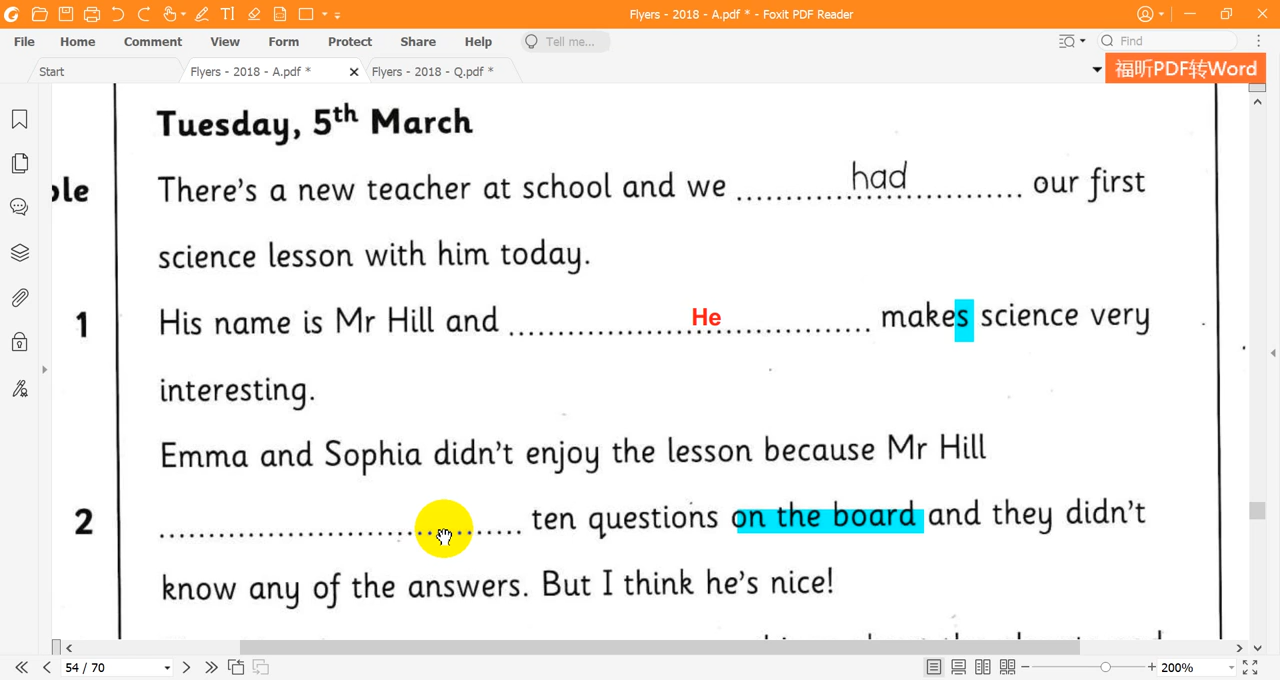 Flyers - 2018 - A.pdf * - Foxit PDF Reader
File Home Comment View Form Protect Share Help Tell me... Find
Start Flyers - 2018 - A.pdf * Flyers - 2018 - Q.pdf * 福昕PDF转Word
Tuesday, 5th March
ple There's a new teacher at school and we ........ had ........ our first
science lesson with him today.
1 His name is Mr Hill and ........ He ........ makes science very
interesting.
Emma and Sophia didn't enjoy the lesson because Mr Hill
2 ................ ten questions on the board and they didn't
know any of the answers. But I think he's nice!
54 / 70 200%